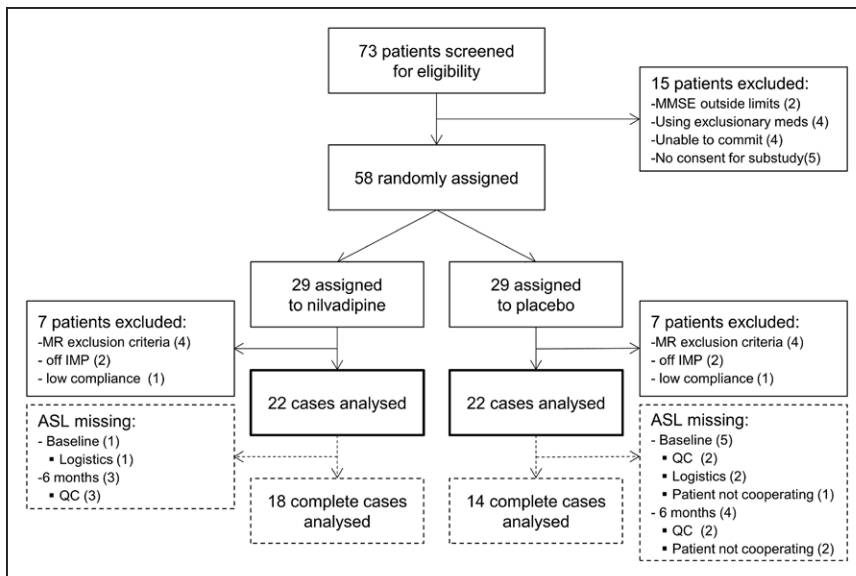 73 patients screened
for eligibility
15 patients excluded:
-MMSE outside limits (2)
-Using exclusionary meds (4)
-Unable to commit (4)
-No consent for substudy(5)
58 randomly assigned
29 assigned
to nilvadipine
29 assigned
to placebo
7 patients excluded:
-MR exclusion criteria (4)
- off IMP (2)
- low compliance (1)
7 patients excluded:
-MR exclusion criteria (4)
- off IMP (2)
- low compliance (1)
22 cases analysed
22 cases analysed
ASL missing:
- Baseline (1)
▪ Logistics (1)
-6 months (3)
▪ QC (3)
ASL missing:
- Baseline (5)
▪ QC (2)
▪ Logistics (2)
▪ Patient not cooperating (1)
- 6 months (4)
▪ QC (2)
▪ Patient not cooperating (2)
18 complete cases
analysed
14 complete cases
analysed